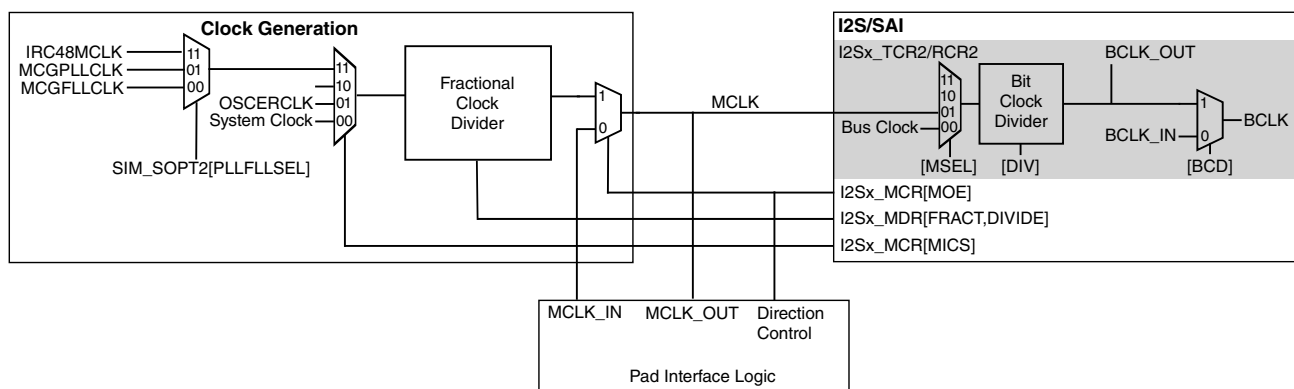 Clock Generation
IRC48MCLK
MCGPLLCLK
MCGFLLCLK
11
01
00
SIM_SOPT2[PLLFLLSEL]
OSCERCLK
System Clock
11
10
01
00
Fractional
Clock
Divider
1
0
MCLK
I2S/SAI
I2Sx_TCR2/RCR2
Bus Clock
11
10
01
00
[MSEL]
Bit
Clock
Divider
[DIV]
BCLK_OUT
BCLK_IN
1
0
[BCD]
BCLK
I2Sx_MCR[MOE]
I2Sx_MDR[FRACT,DIVIDE]
I2Sx_MCR[MICS]
MCLK_IN
MCLK_OUT
Direction
Control
Pad Interface Logic